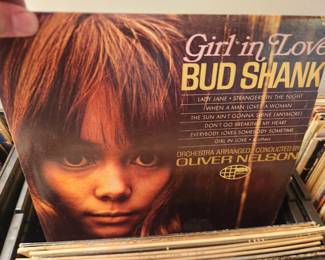 Girl in Love
BUD SHANK
LADY JANE • STRANGERS IN THE NIGHT
WHEN A MAN LOVES A WOMAN
THE SUN AIN'T GONNA SHINE (ANYMORE)
DON'T GO BREAKING MY HEART
EVERYBODY LOVES SOMEBODY SOMETIME
GIRL IN LOVE •
ORCHESTRA ARRANGED & CONDUCTED BY
OLIVER NELSON